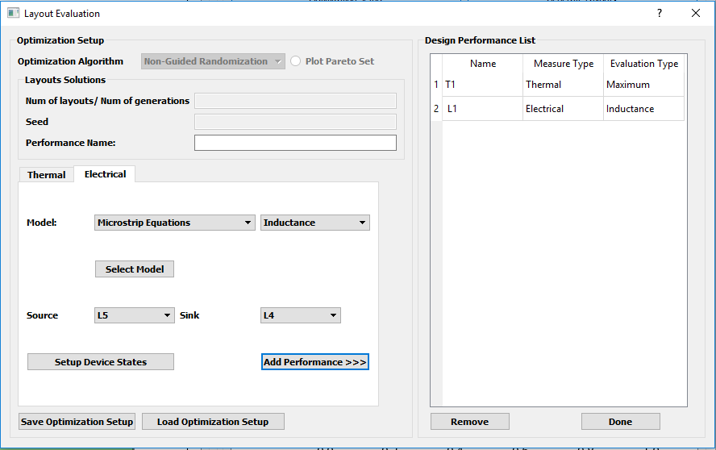 Layout Evaluation
?
Optimization Setup
Optimization Algorithm
Non-Guided Randomization
Plot Pareto Set
Layouts Solutions
Num of layouts/ Num of generations
Seed
Performance Name:
Thermal Electrical
Model: Microstrip Equations Inductance
Select Model
Source L5 Sink L4
Setup Device States Add Performance >>>
Save Optimization Setup Load Optimization Setup
Design Performance List
Name Measure Type Evaluation Type
1 T1 Thermal Maximum
2 L1 Electrical Inductance
Remove Done